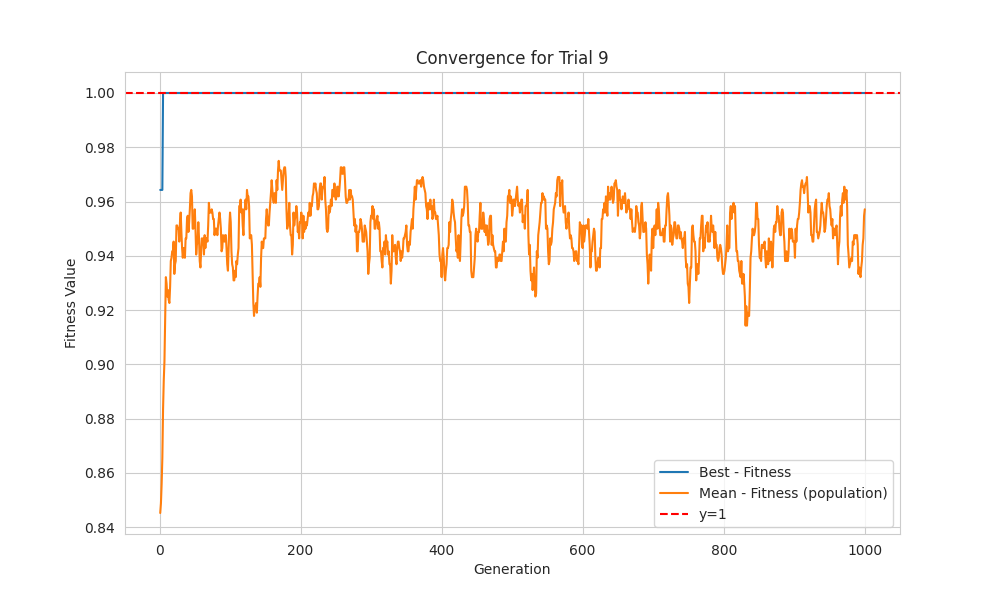 Convergence for Trial 9
Fitness Value
1.00
0.98
0.96
0.94
0.92
0.90
0.88
0.86
0.84
0
200
400
600
800
1000
Generation
Best - Fitness
Mean - Fitness (population)
y=1